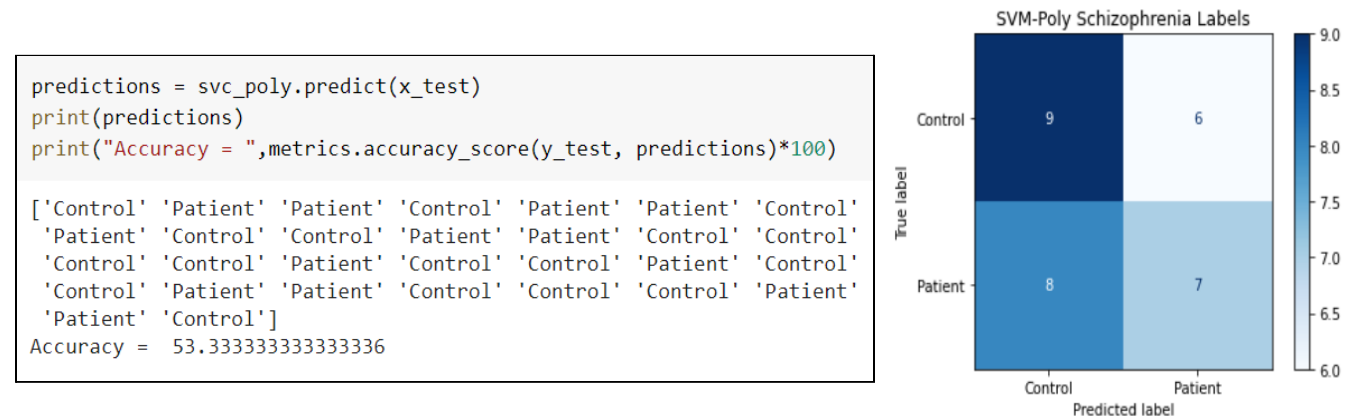 predictions = svc_poly.predict(x_test)
print(predictions)
print("Accuracy = ",metrics.accuracy_score(y_test, predictions)*100)
['Control' 'Patient' 'Patient' 'Control' 'Patient' 'Patient' 'Control'
'Patient' 'Control' 'Control' 'Patient' 'Patient' 'Control' 'Control'
'Control' 'Control' 'Patient' 'Control' 'Control' 'Patient' 'Control'
'Control' 'Patient' 'Patient' 'Control' 'Control' 'Control' 'Patient'
'Patient' 'Control']
Accuracy =  53.333333333333336
SVM-Poly Schizophrenia Labels
True label
Control
9
6
Patient
8
7
Control
Patient
Predicted label
9.0
8.5
8.0
7.5
7.0
6.5
6.0